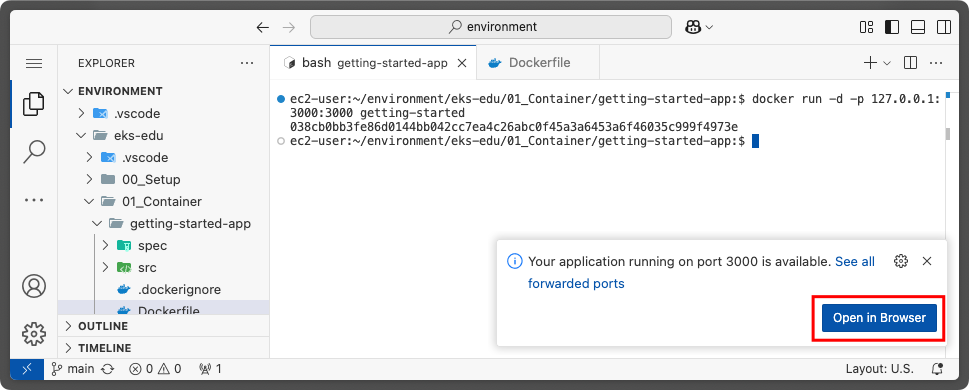 environment
EXPLORER
ENVIRONMENT
.vscode
eks-edu
.vscode
00_Setup
01_Container
getting-started-app
spec
src
.dockerignore
Dockerfile
OUTLINE
TIMELINE
bash getting-started-app
Dockerfile
ec2-user:~/environment/eks-edu/01_Container/getting-started-app:$ docker run -d -p 127.0.0.1:
3000:3000 getting-started
038cb0bb3fe86d0144bb042cc7ea4c26abc0f45a3a6453a6f46035c999f4973e
ec2-user:~/environment/eks-edu/01_Container/getting-started-app:$
Your application running on port 3000 is available. See all
forwarded ports
Open in Browser
main 0 0 1 Layout: U.S.